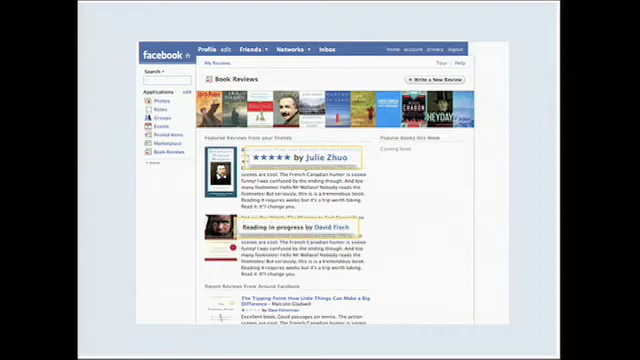 facebook
Profile edit Friends Networks Inbox
home account privacy logout
Search
My Reviews
Tour Help
Book Reviews
+ Write a New Review
Applications edit
Photos
Notes
Groups
Events
Posted Items
Marketplace
Book Reviews
more
CHABON
HEYDAY
Featured Reviews From your Friends
Popular Books this Week
Coming soon
★★★★★ by Julie Zhuo
scenes are cool. The French-Canadian humor is soooo
funny! I was confused by the ending though. And too
many footnotes! Hello Mr Wallace! Nobody reads the
footnotes! But seriously, this is a tremendous book.
Reading it requires weeks but it's a trip worth taking.
Read it. It'll change you.
Reading in progress by David Fisch
scenes are cool. The French-Canadian humor is soooo
funny! I was confused by the ending though. And too
many footnotes! Hello Mr Wallace! Nobody reads the
footnotes! But seriously, this is a tremendous book.
Reading it requires weeks but it's a trip worth taking.
Read it. It'll change you.
Recent Reviews From Around Facebook
The Tipping Point: How Little Things Can Make a Big
Difference - Malcolm Gladwell
by Dave Fetterman
Excellent book. Good passages on tennis. The action